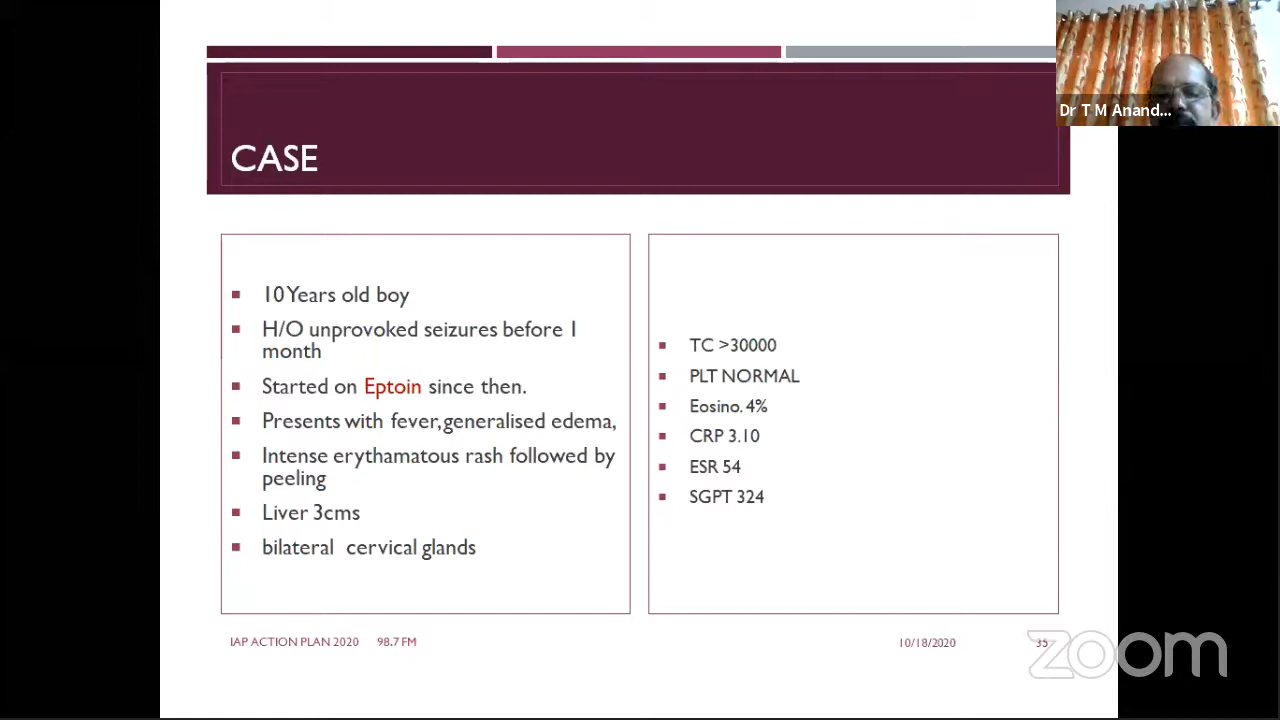 Dr T M Anand...
CASE
10 Years old boy
H/O unprovoked seizures before 1
month
Started on Eptoin since then.
Presents with fever,generalised edema,
Intense erythamatous rash followed by
peeling
Liver 3cms
bilateral cervical glands
TC >30000
PLT NORMAL
Eosino. 4%
CRP 3.10
ESR 54
SGPT 324
IAP ACTION PLAN 2020 98.7 FM
10/18/2020
35
zoom